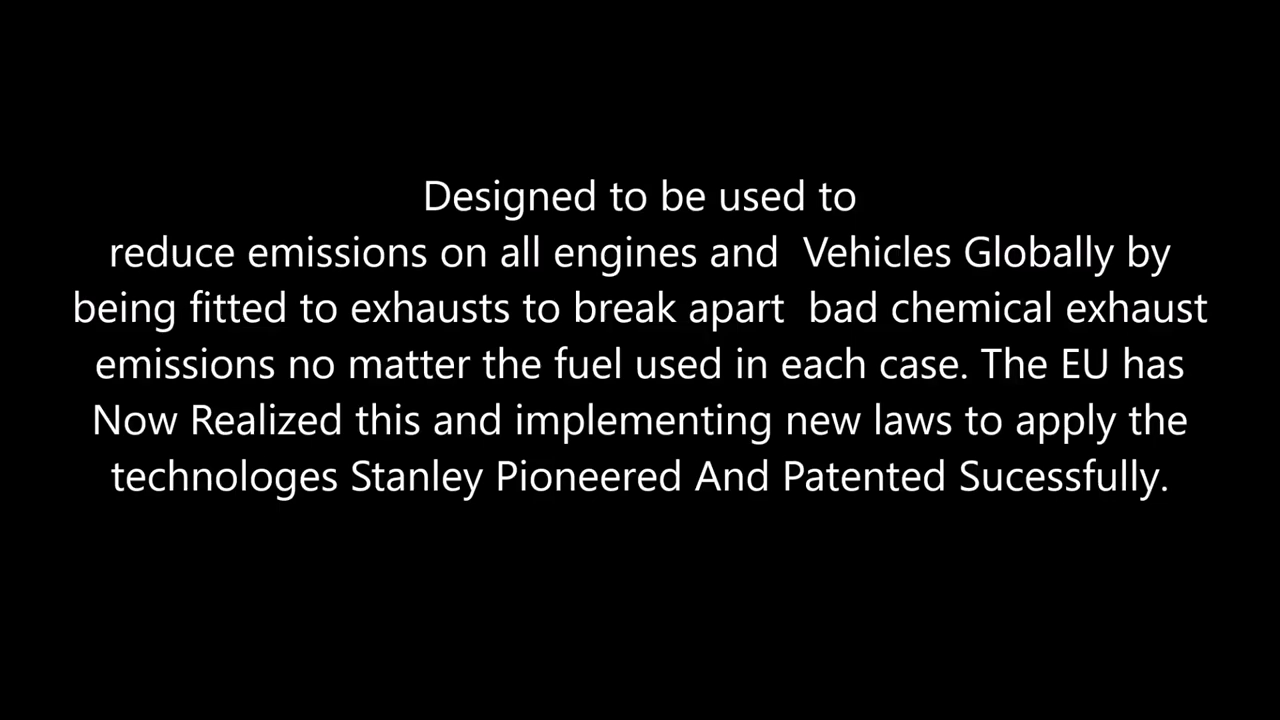 Designed to be used to
reduce emissions on all engines and  Vehicles Globally by
being fitted to exhausts to break apart  bad chemical exhaust
emissions no matter the fuel used in each case. The EU has
Now Realized this and implementing new laws to apply the
technologes Stanley Pioneered And Patented Sucessfully.